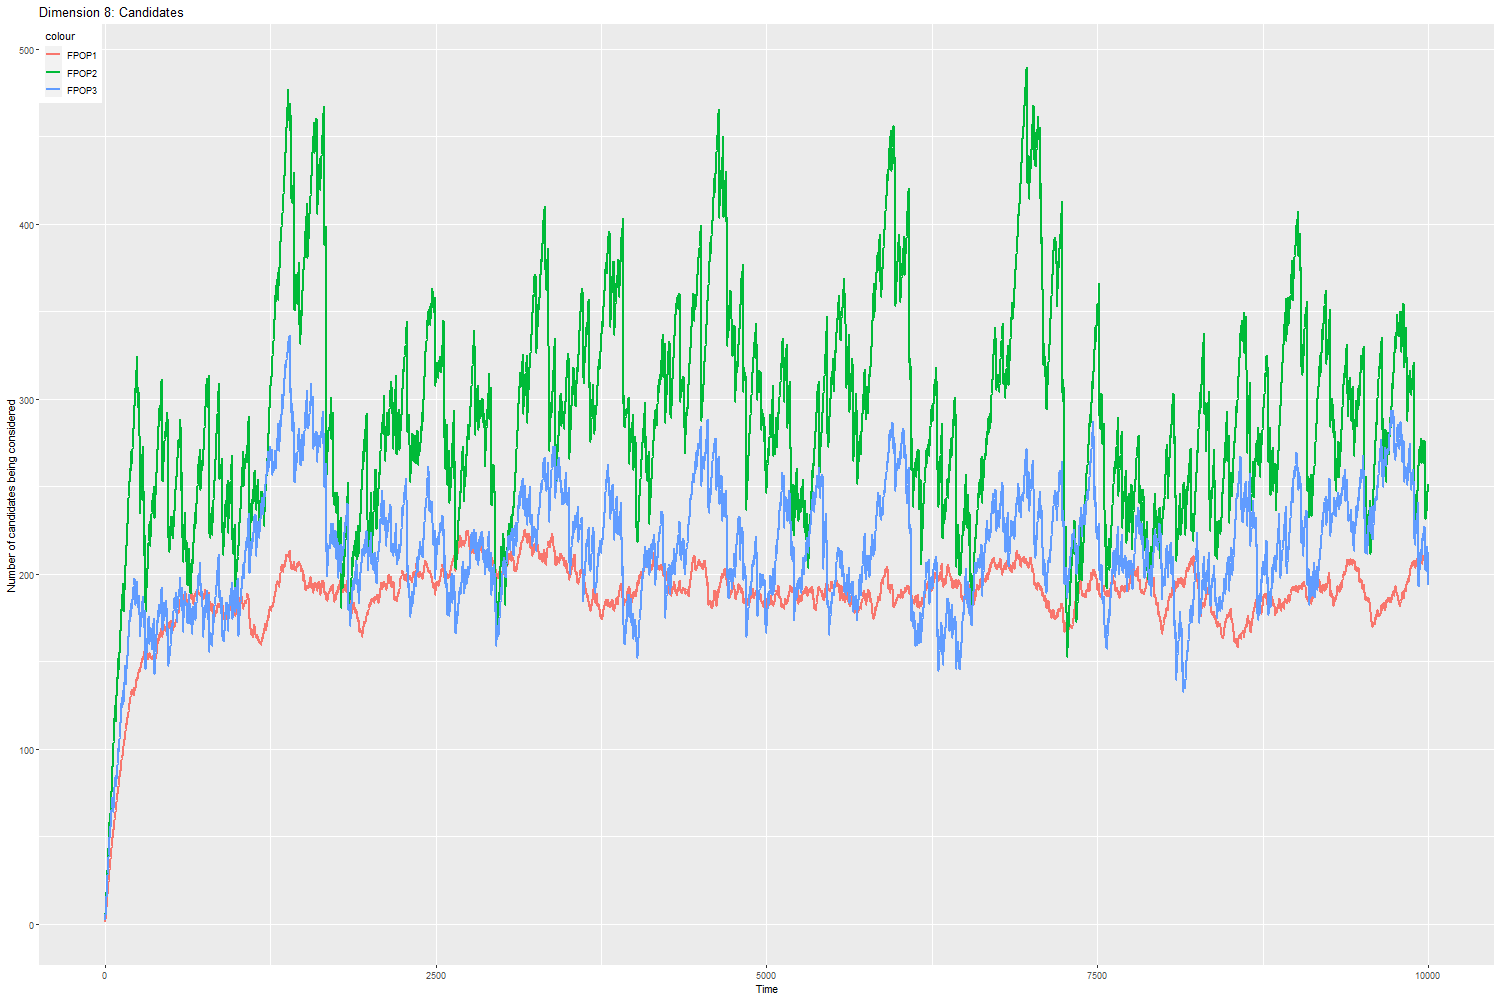 Dimension 8: Candidates
colour
FPOP1
FPOP2
FPOP3
Number of candidates being considered
500
400
300
200
100
0
0
2500
5000
7500
10000
Time